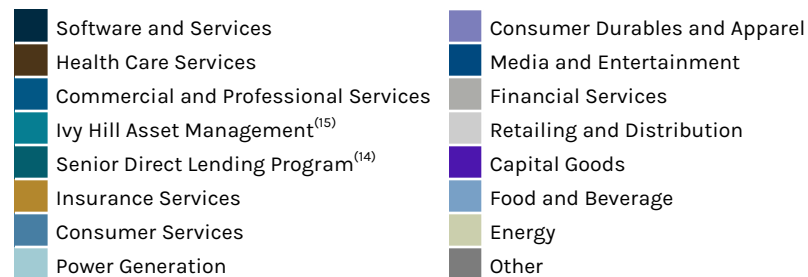 Software and Services
Health Care Services
Commercial and Professional Services
Ivy Hill Asset Management(15)
Senior Direct Lending Program(14)
Insurance Services
Consumer Services
Power Generation
Consumer Durables and Apparel
Media and Entertainment
Financial Services
Retailing and Distribution
Capital Goods
Food and Beverage
Energy
Other